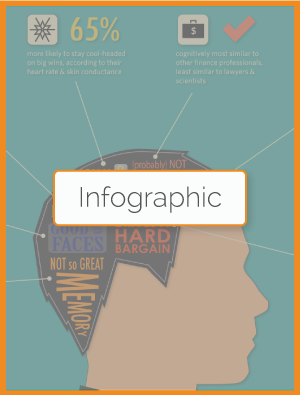 65%
more likely to stay cool-headed
on big wins, according to their
heart rate & skin conductance
$
cognitively most similar to
other finance professionals,
least similar to lawyers &
scientists
(probably) NOT
Infographic
GOOD
FACES
HARD
BARGAIN
NOT SO GREAT
MEMORY